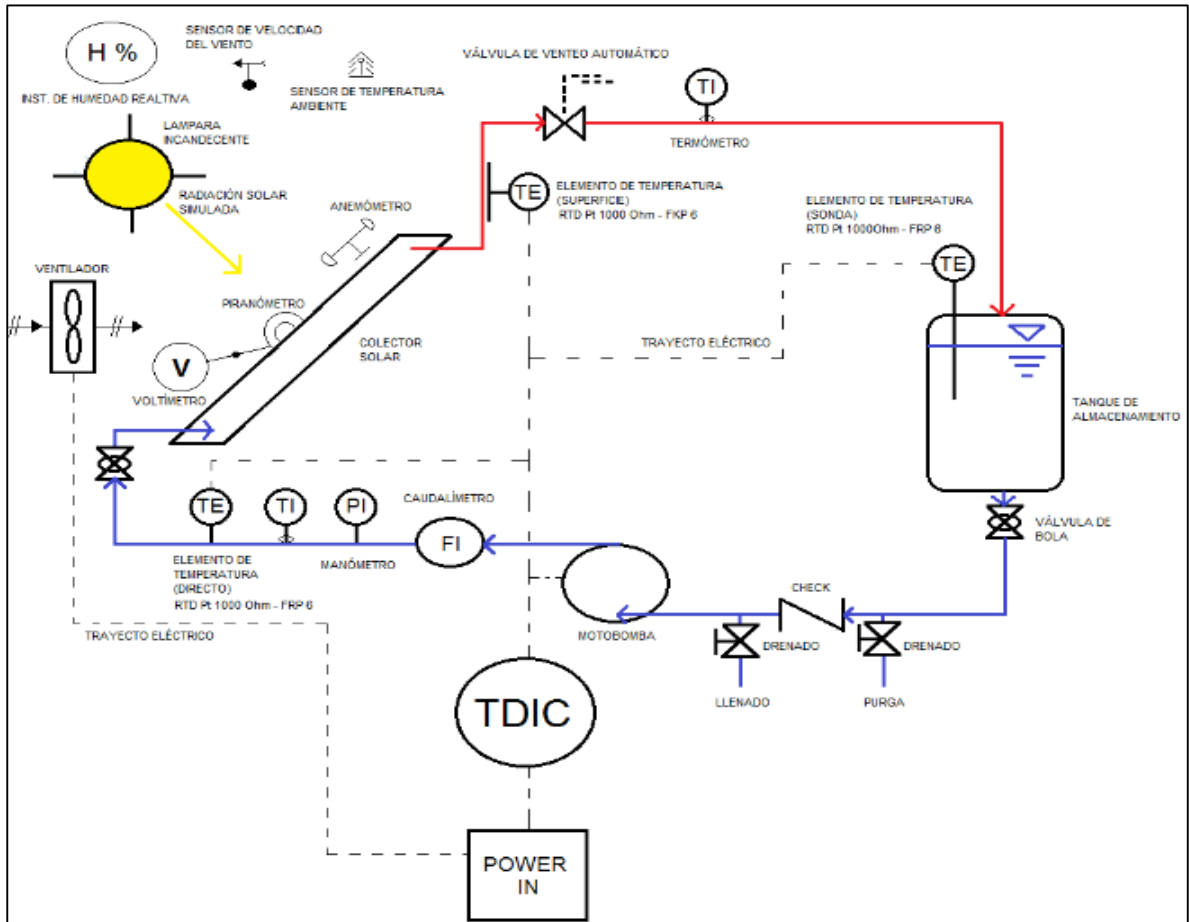 H %
INST. DE HUMEDAD REALTIVA
SENSOR DE VELOCIDAD
DEL VIENTO
SENSOR DE TEMPERATURA
AMBIENTE
VÁLVULA DE VENTEO AUTOMÁTICO
TI
TERMÓMETRO
LAMPARA
INCANDECENTE
RADIACIÓN SOLAR
SIMULADA
ANEMÓMETRO
TE
ELEMENTO DE TEMPERATURA
(SUPERFICIE)
RTD Pt 1000 Ohm - FKP 6
ELEMENTO DE TEMPERATURA
(SONDA)
RTD Pt 1000Ohm - FRP 6
TE
VENTILADOR
PIRANÓMETRO
COLECTOR
SOLAR
TRAYECTO ELÉCTRICO
V
VOLTÍMETRO
TANQUE DE
ALMACENAMIENTO
TE
TI
PI
CAUDALÍMETRO
FI
VÁLVULA DE
BOLA
ELEMENTO DE
TEMPERATURA
(DIRECTO)
RTD Pt 1000 Ohm - FRP 6
MANÓMETRO
CHECK
MOTOBOMBA
DRENADO
DRENADO
TRAYECTO ELÉCTRICO
LLENADO
PURGA
TDIC
POWER
IN